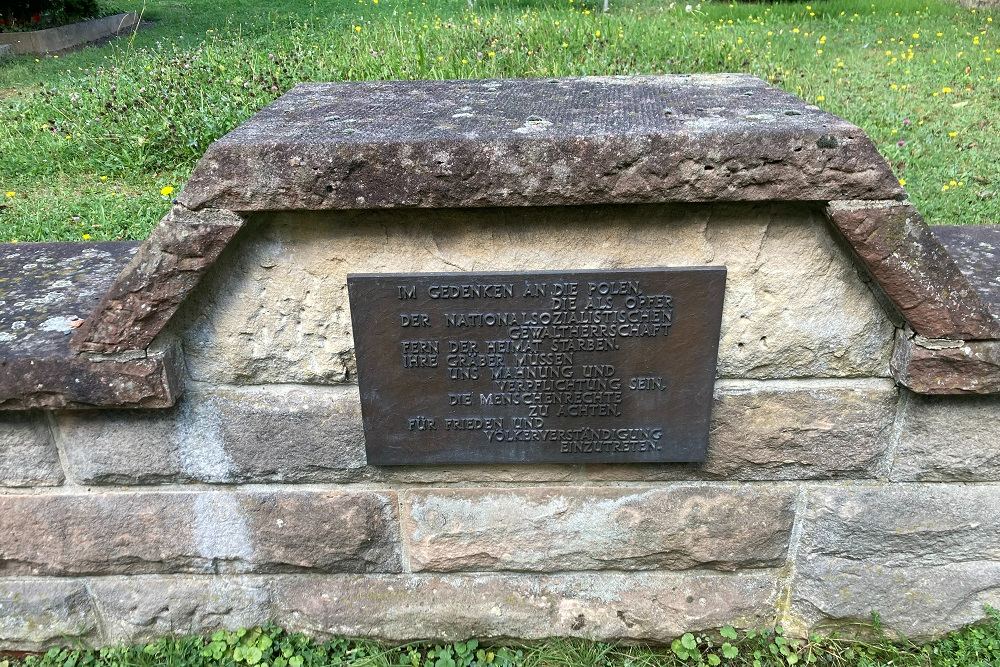 IM GEDENKEN AN DIE POLEN,
DIE ALS OPFER
DER NATIONALSOZIALISTISCHEN
GEWALTHERRSCHAFT
FERN DER HEIMAT STARBEN.
IHRE GRÄBER MÜSSEN
UNS MAHNUNG UND
VERPFLICHTUNG SEIN,
DIE MENSCHENRECHTE
ZU ACHTEN,
FÜR FRIEDEN UND
VÖLKERVERSTÄNDIGUNG
EINZUTRETEN.